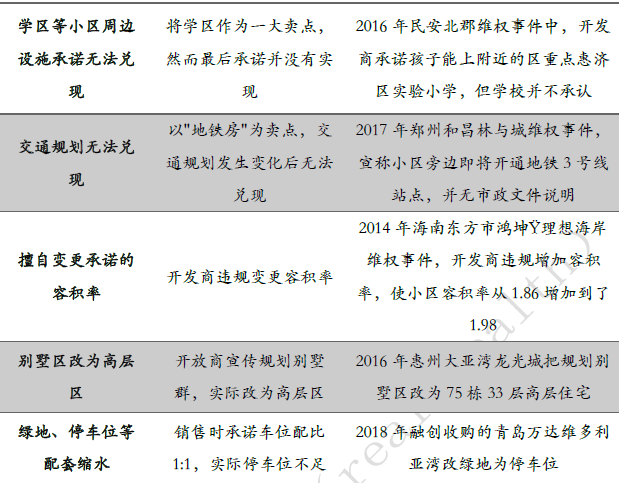 学区等小区周边
设施承诺无法兑
现
将学区作为一大卖点，
然而最后承诺并没有实
现
2016 年民安北郡维权事件中，开发
商承诺孩子能上附近的区重点惠济
区实验小学，但学校并不承认
交通规划无法兑
现
以"地铁房"为卖点，交
通规划发生变化后无法
兑现
2017 年郑州和昌林与城维权事件，
宣称小区旁边即将开通地铁 3 号线
站点，并无市政文件说明
擅自变更承诺的
容积率
开发商违规变更容积率
2014 年海南东方市鸿坤Ÿ理想海岸
维权事件，开发商违规增加容积
率，使小区容积率从 1.86 增加到了
1.98
别墅区改为高层
区
开放商宣传规划别墅
群，实际改为高层区
2016 年惠州大亚湾龙光城把规划别
墅区改为 75 栋 33 层高层住宅
绿地、停车位等
配套缩水
销售时承诺车位配比
1:1，实际停车位不足
2018 年融创收购的青岛万达维多利
亚湾改绿地为停车位